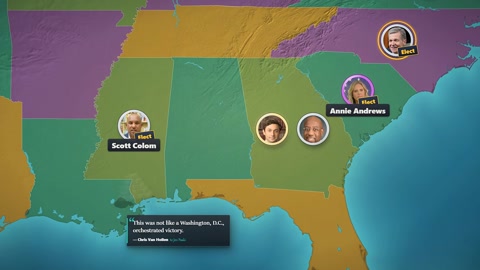 Elect
Elect
Annie Andrews
Elect
Scott Colom
"This was not like a Washington, D.C.,
orchestrated victory.
— Chris Van Hollen